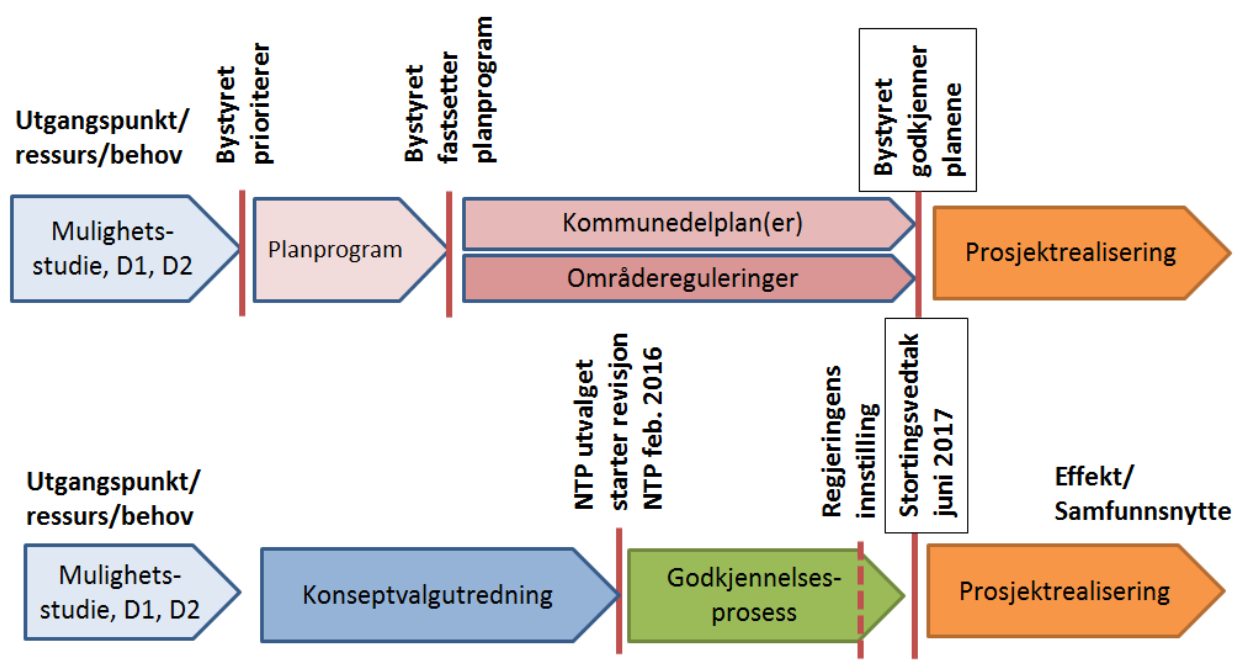 Utgangspunkt/
ressurs/behov
Bystyret
prioriterer
Bystyret
fastsetter
planprogram
Bystyret
godkjenner
planene
Mulighets-
studie, D1, D2
Planprogram
Kommunedelplan(er)
Områdereguleringer
Prosjektrealisering
Utgangspunkt/
ressurs/behov
NTP utvalget
starter revisjon
NTP feb. 2016
Regjeringens
innstilling
Stortingsvedtak
juni 2017
Effekt/
Samfunnsnytte
Mulighets-
studie, D1, D2
Konseptvalgutredning
Godkjennelses-
prosess
Prosjektrealisering